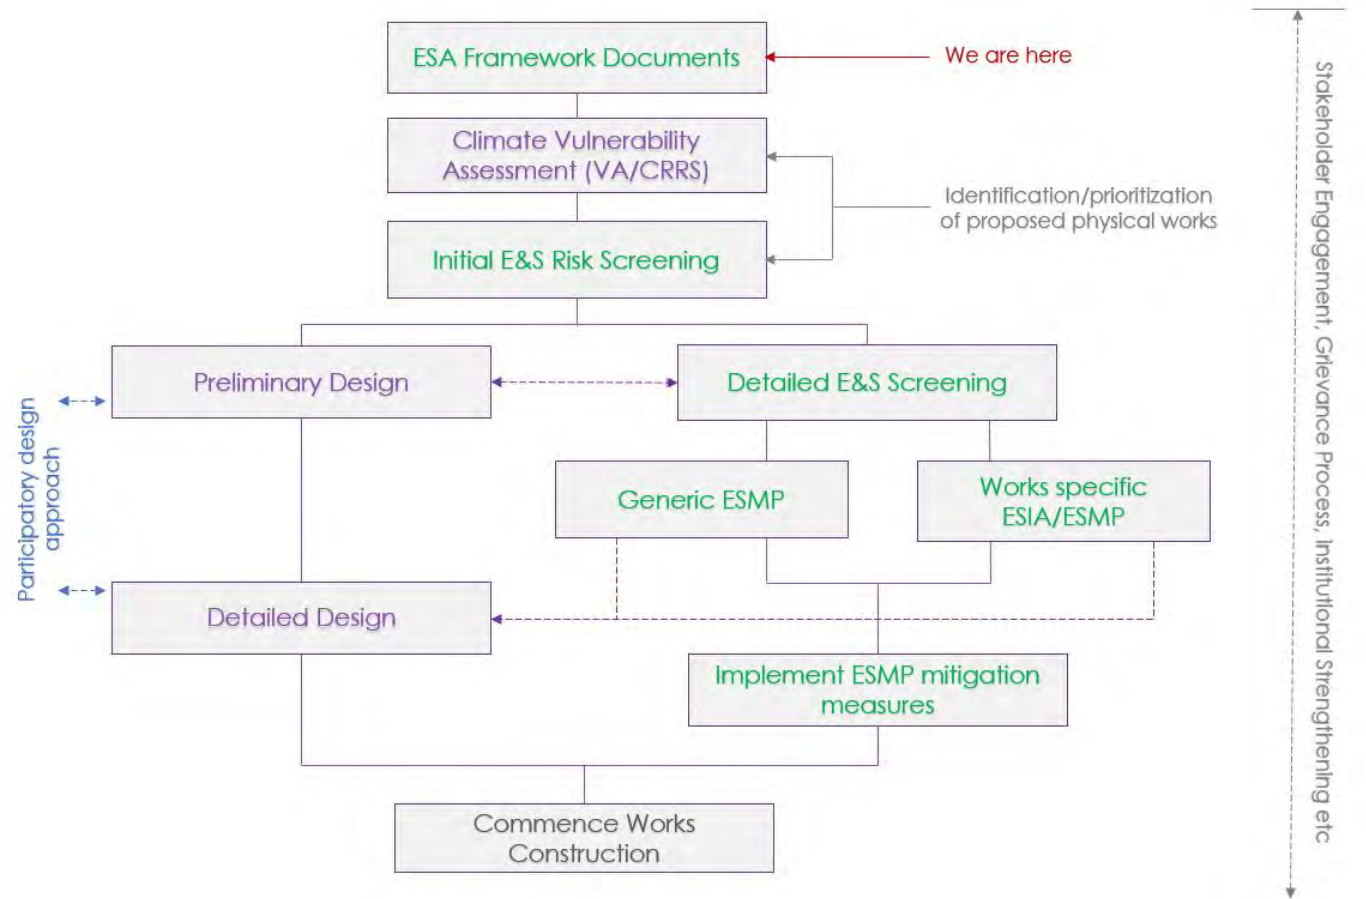 ESA Framework Documents
We are here
Climate Vulnerability
Assessment (VA/CRRS)
Identification/prioritization
of proposed physical works
Initial E&S Risk Screening
Preliminary Design
Detailed E&S Screening
Participatory design
approach
Generic ESMP
Works specific
ESIA/ESMP
Detailed Design
Implement ESMP mitigation
measures
Commence Works
Construction
Stakeholder Engagement, Grievance Process, Institutional Strengthening etc